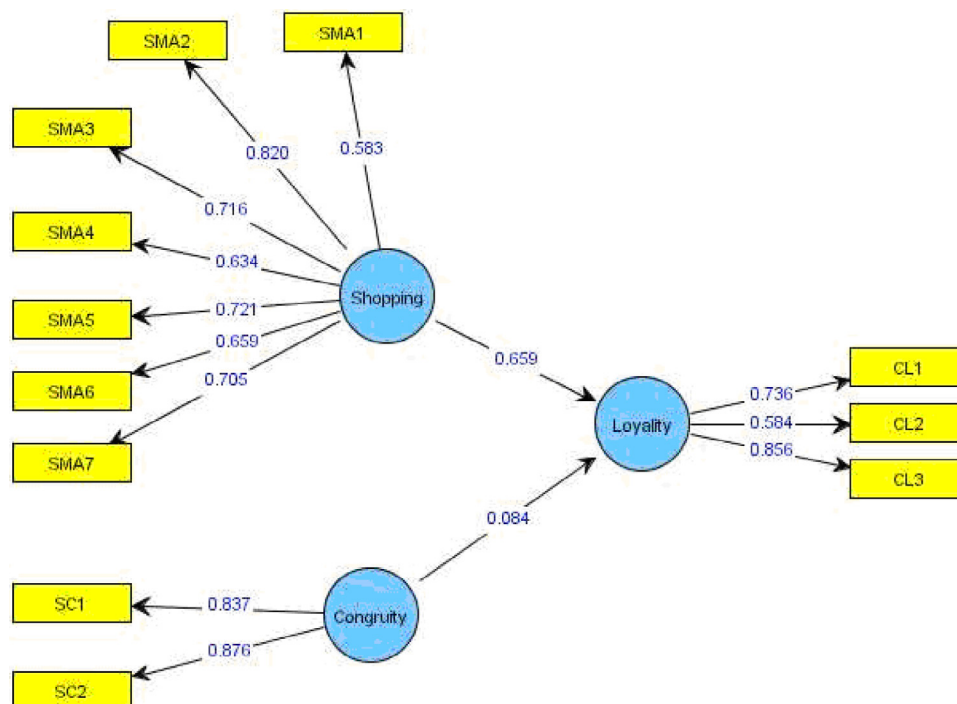 SMA1
SMA2
SMA3
0.820
0.583
0.716
SMA4
0.634
Shopping
SMA5
0.721
0.659
SMA6
0.705
0.659
CL1
0.736
SMA7
Loyality
0.584
CL2
0.856
CL3
0.084
SC1
0.837
Congruity
0.876
SC2